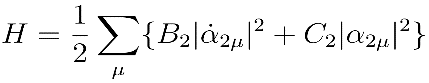 H = \frac{1}{2} \sum_{\mu} \{ B_2 |\dot{\alpha}_{2\mu}|^2 + C_2 |\alpha_{2\mu}|^2 \}